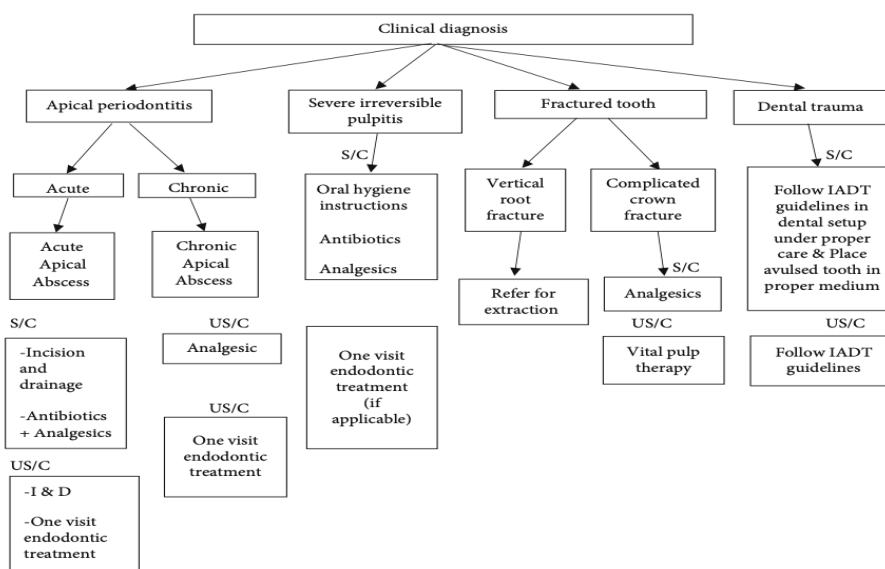 Clinical diagnosis
Apical periodontitis
Severe irreversible
pulpitis
Fractured tooth
Dental trauma
S/C
S/C
Acute
Chronic
Oral hygiene
instructions
Antibiotics
Analgesics
Vertical
root
fracture
Complicated
crown
fracture
Follow IADT
guidelines in
dental setup
under proper
care & Place
avulsed tooth in
proper medium
Acute
Apical
Abscess
Chronic
Apical
Abscess
S/C
Refer for
extraction
Analgesics
S/C
US/C
US/C
US/C
-Incision
and
drainage
-Antibiotics
+ Analgesics
Analgesic
One visit
endodontic
treatment
(if
applicable)
Vital pulp
therapy
Follow IADT
guidelines
US/C
One visit
endodontic
treatment
US/C
-I & D
-One visit
endodontic
treatment